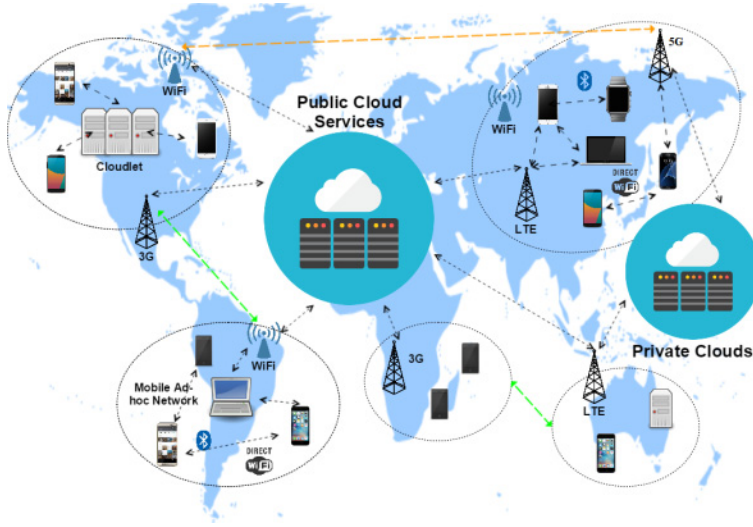 5G
WiFi
Public Cloud
Services
WiFi
Cloudlet
DIRECT
WiFi
LTE
3G
Private Clouds
WiFi
3G
LTE
Mobile Ad-
hoc Network
DIRECT
WiFi